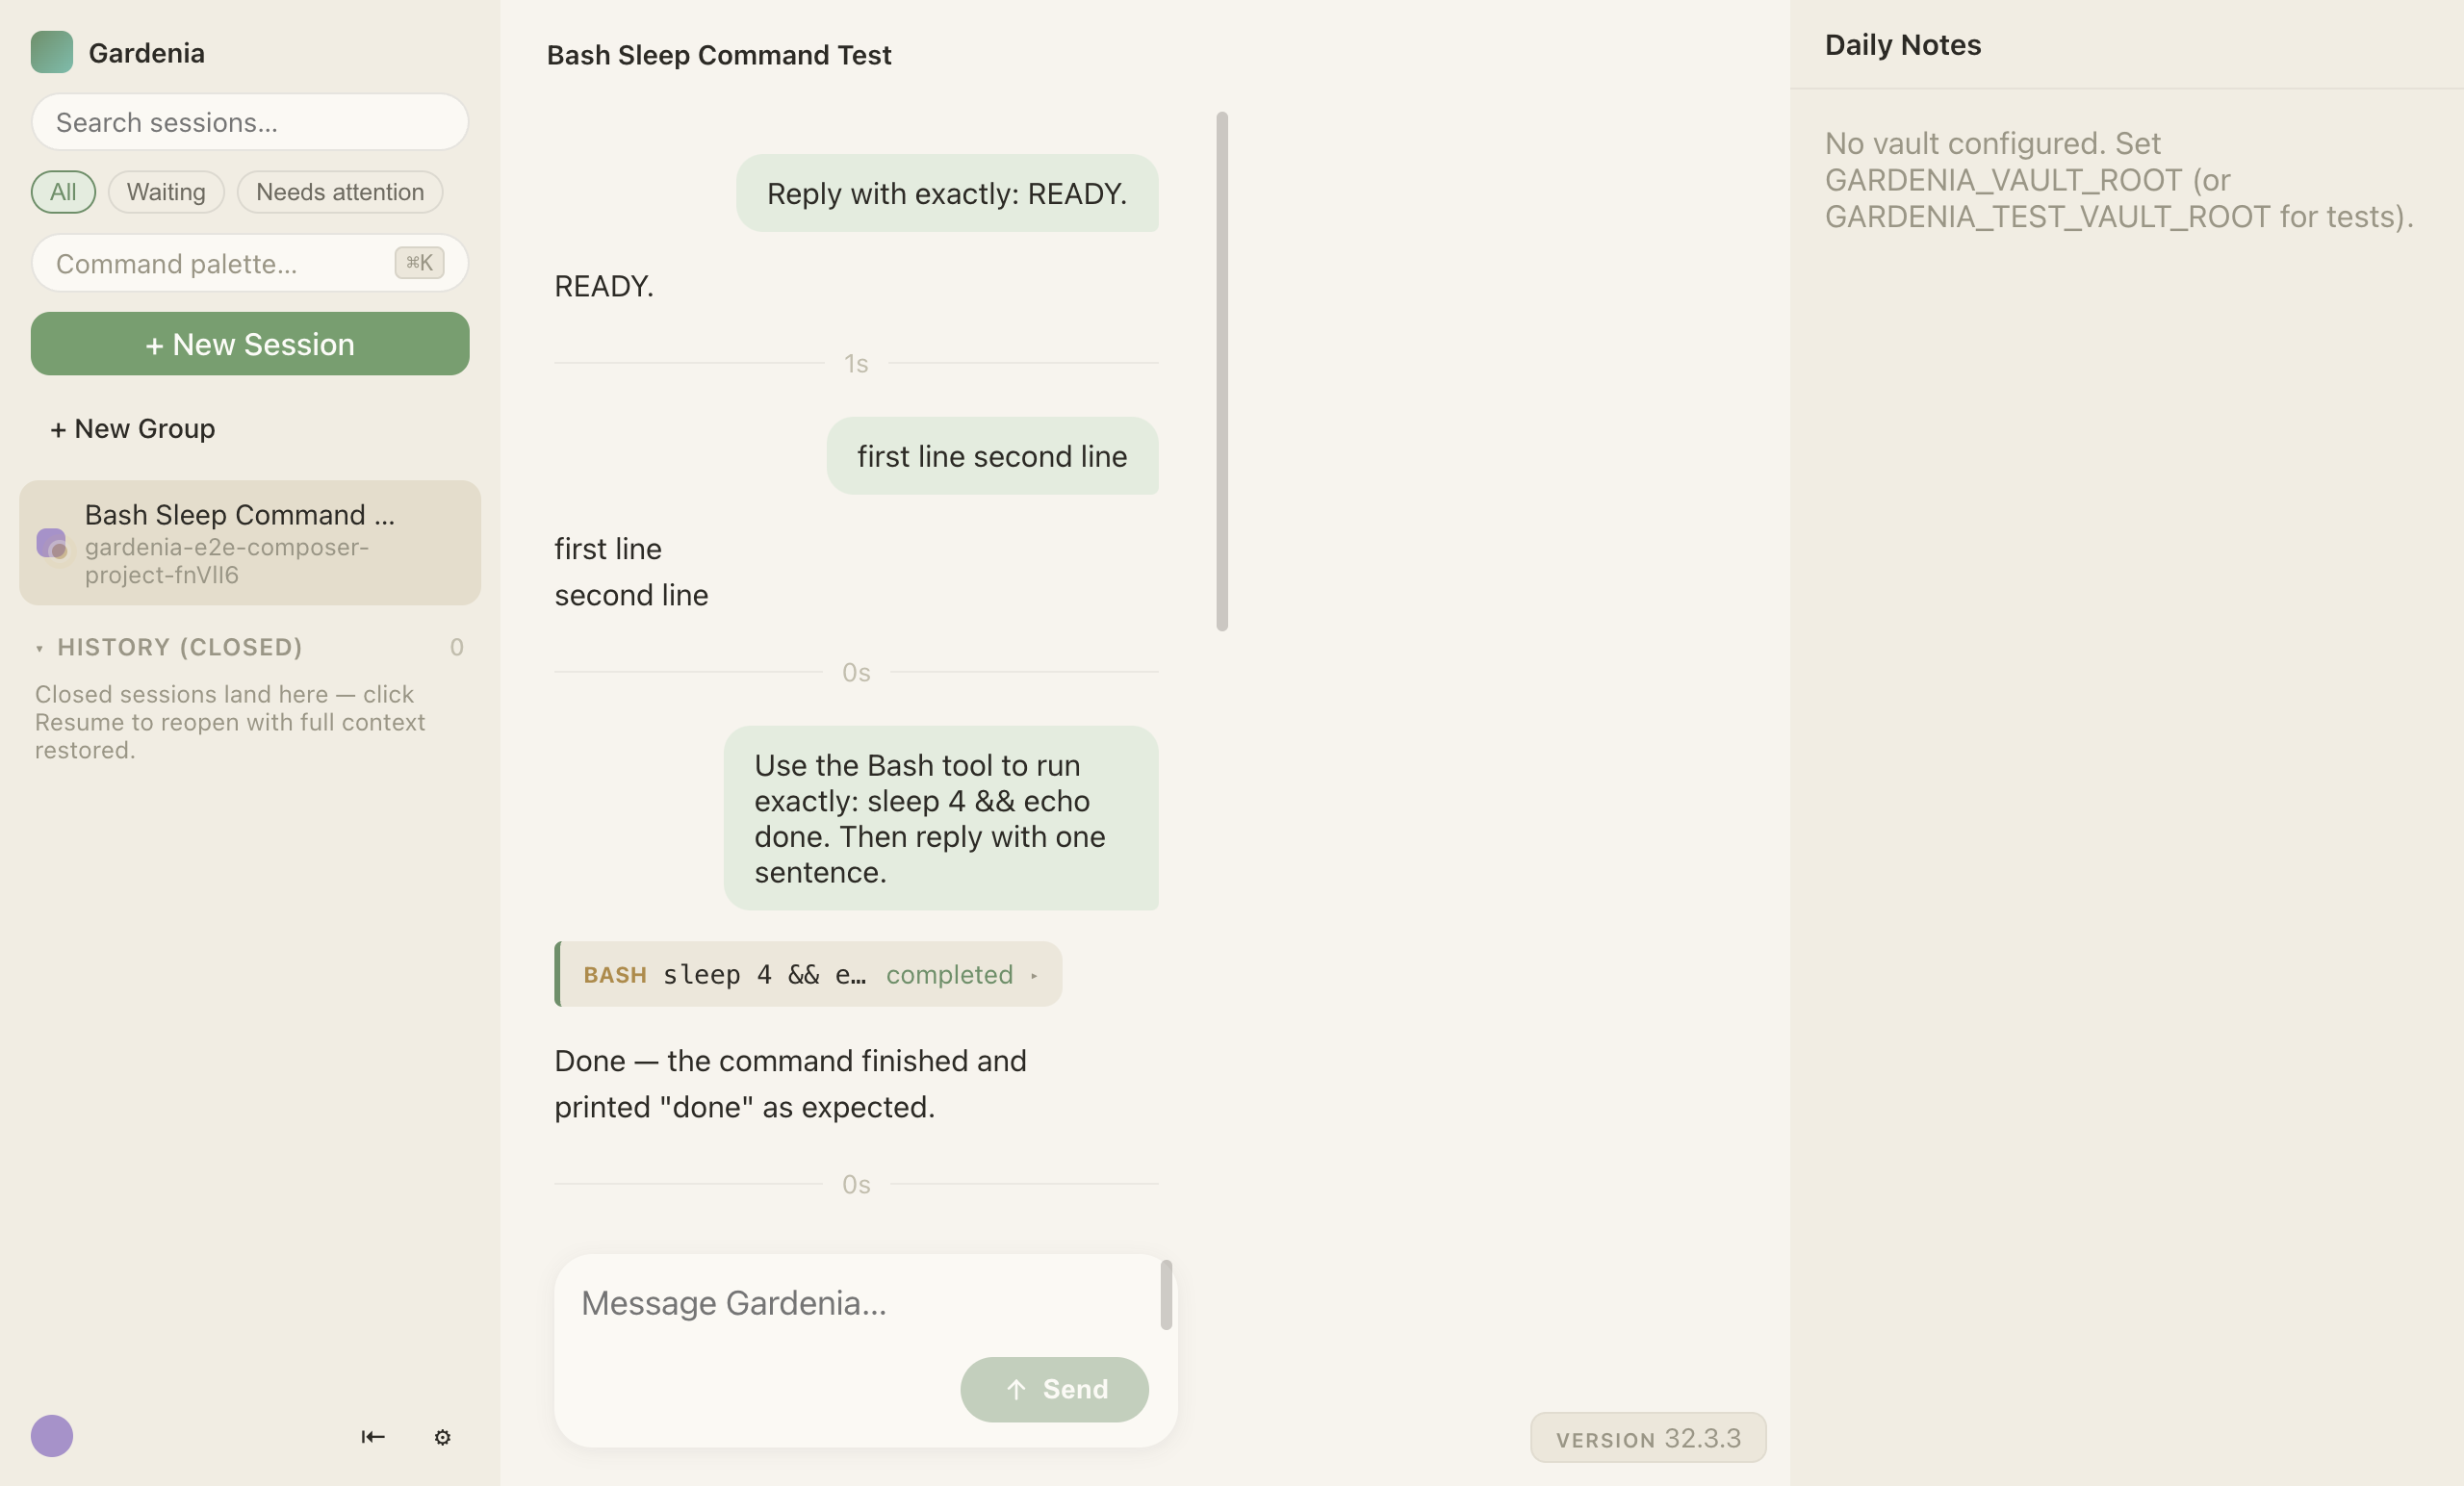 Gardenia
Search sessions...
All
Waiting
Needs attention
Command palette...
⌘K
+ New Session
+ New Group
Bash Sleep Command ...
gardenia-e2e-composer-
project-fnVlI6
HISTORY (CLOSED)
0
Closed sessions land here — click
Resume to reopen with full context
restored.
Bash Sleep Command Test
Reply with exactly: READY.
READY.
1s
first line second line
first line
second line
0s
Use the Bash tool to run
exactly: sleep 4 && echo
done. Then reply with one
sentence.
BASH sleep 4 && e… completed
Done — the command finished and
printed "done" as expected.
0s
Message Gardenia...
↑ Send
VERSION 32.3.3
Daily Notes
No vault configured. Set
GARDENIA_VAULT_ROOT (or
GARDENIA_TEST_VAULT_ROOT for tests).